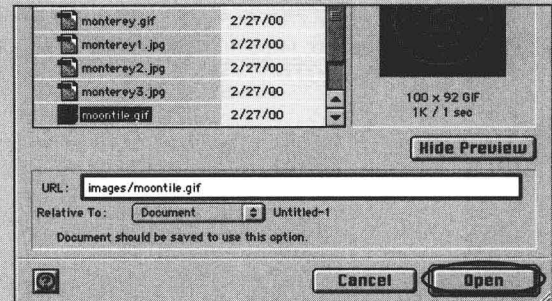 monterey.gif 2/27/00
monterey1.jpg 2/27/00
monterey2.jpg 2/27/00
monterey3.jpg 2/27/00
moontile.gif 2/27/00
100 x 92 GIF
1K / 1 sec
Hide Preview
URL: images/moontile.gif
Relative To: Document Untitled-1
Document should be saved to use this option.
?
Cancel Open